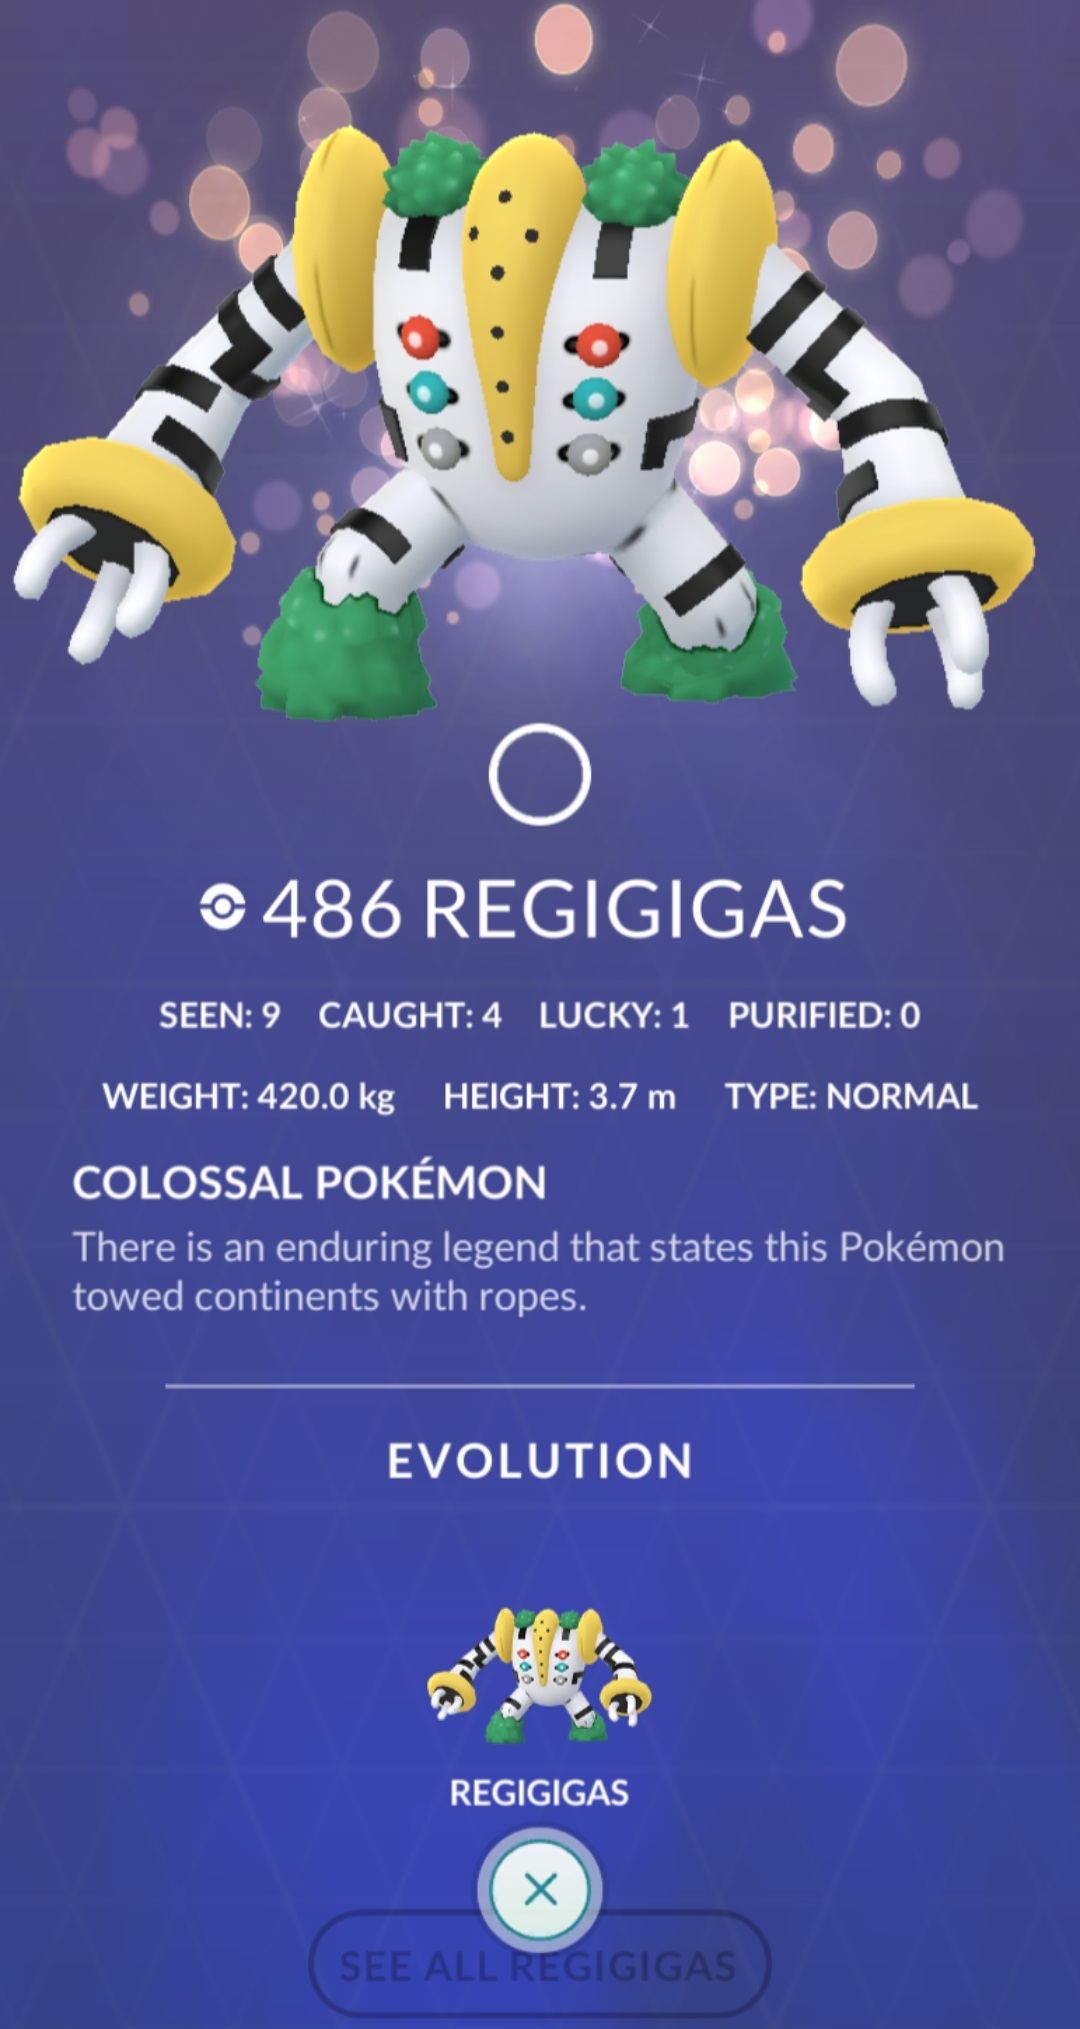 486 REGIGIGAS
SEEN: 9 CAUGHT: 4 LUCKY: 1 PURIFIED: 0
WEIGHT: 420.0 kg HEIGHT: 3.7 m TYPE: NORMAL
COLOSSAL POKÉMON
There is an enduring legend that states this Pokémon
towed continents with ropes.
EVOLUTION
REGIGIGAS
SEE ALL REGIGIGAS